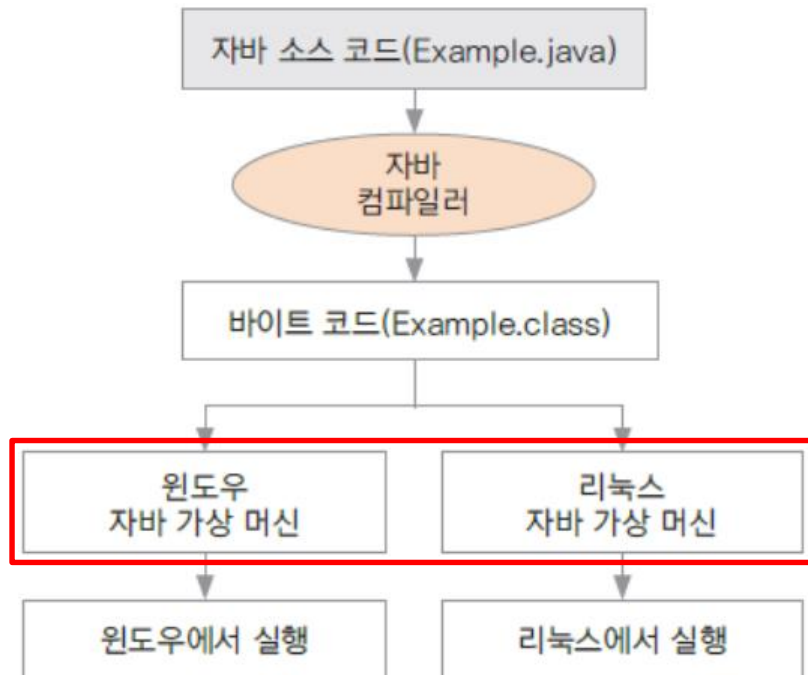 자바 소스 코드(Example.java)
자바
컴파일러
바이트 코드(Example.class)
윈도우
자바 가상 머신
리눅스
자바 가상 머신
윈도우에서 실행
리눅스에서 실행